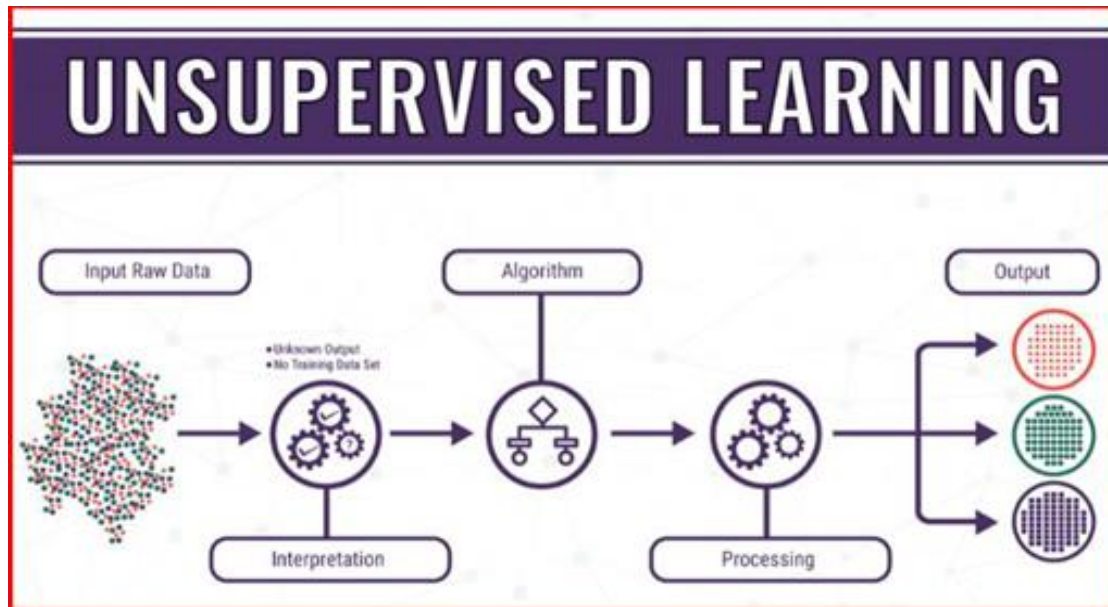 UNSUPERVISED LEARNING
Input Raw Data
Algorithm
Output
• Unknown Output
• No Training Data Set
?
Interpretation
Processing